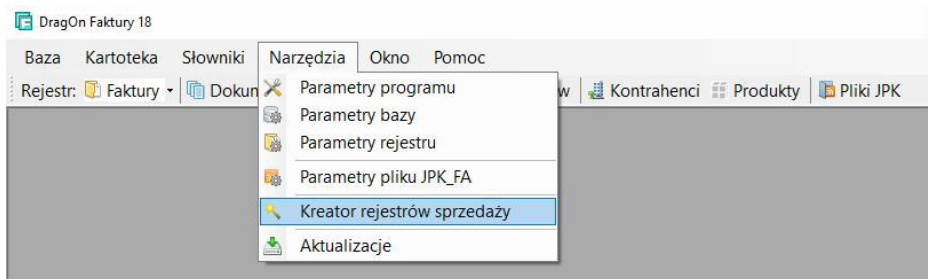 DragOn Faktury 18
Baza Kartoteka Słowniki Narzędzia Okno Pomoc
Rejestr: Faktury Dokum w Kontrahenci Produkty Pliki JPK
Parametry programu
Parametry bazy
Parametry rejestru
Parametry pliku JPK_FA
Kreator rejestrów sprzedaży
Aktualizacje